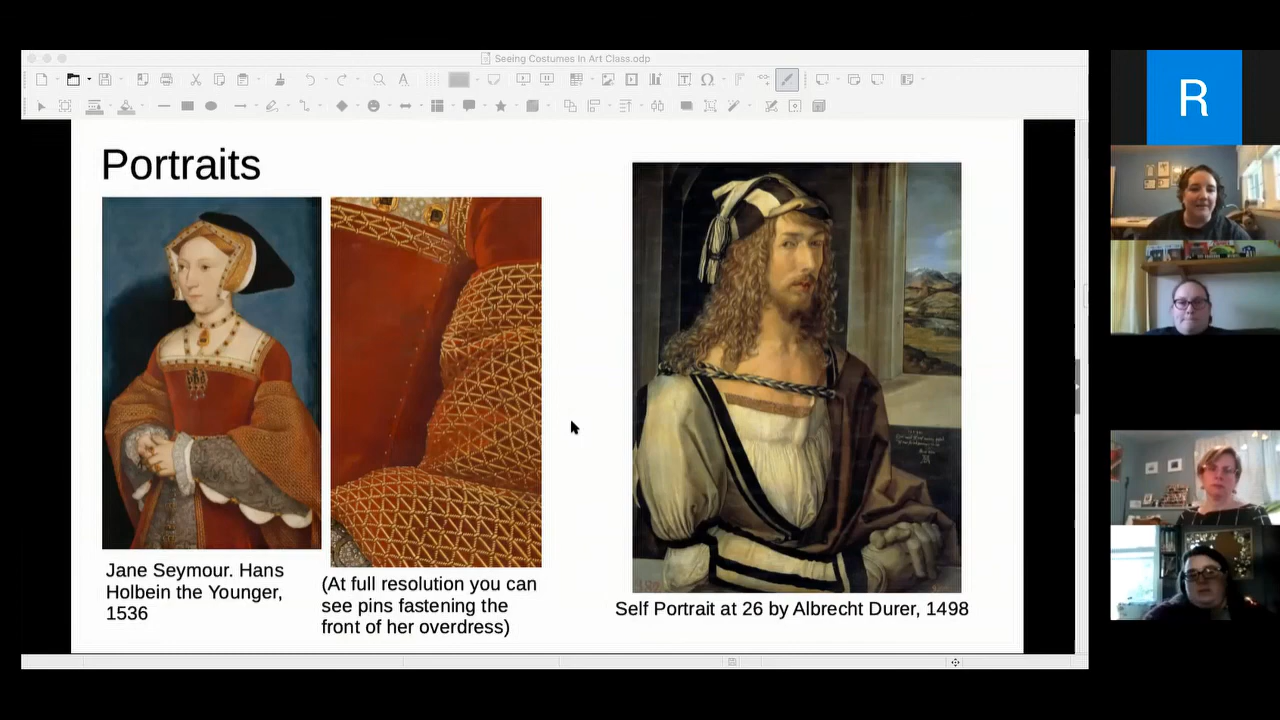 Seeing Costumes In Art Class.odp
Portraits
Jane Seymour. Hans
Holbein the Younger,
1536
(At full resolution you can
see pins fastening the
front of her overdress)
Self Portrait at 26 by Albrecht Durer, 1498
R